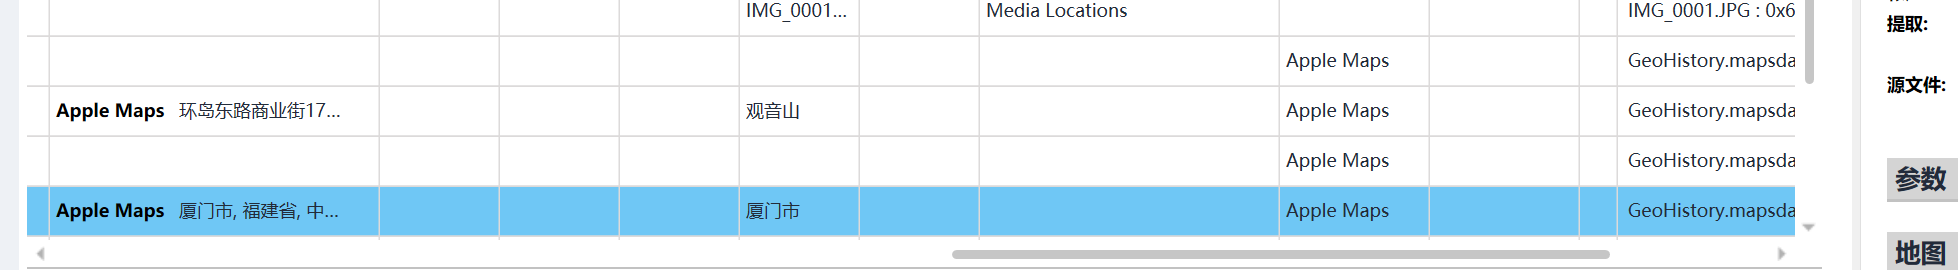 IMG_0001... Media Locations IMG_0001.JPG : 0x6
提取:
Apple Maps GeoHistory.mapsda
源文件:
Apple Maps 环岛东路商业街17... 观音山 Apple Maps GeoHistory.mapsda
Apple Maps GeoHistory.mapsda
参数
Apple Maps 厦门市, 福建省, 中... 厦门市 Apple Maps GeoHistory.mapsda
地图